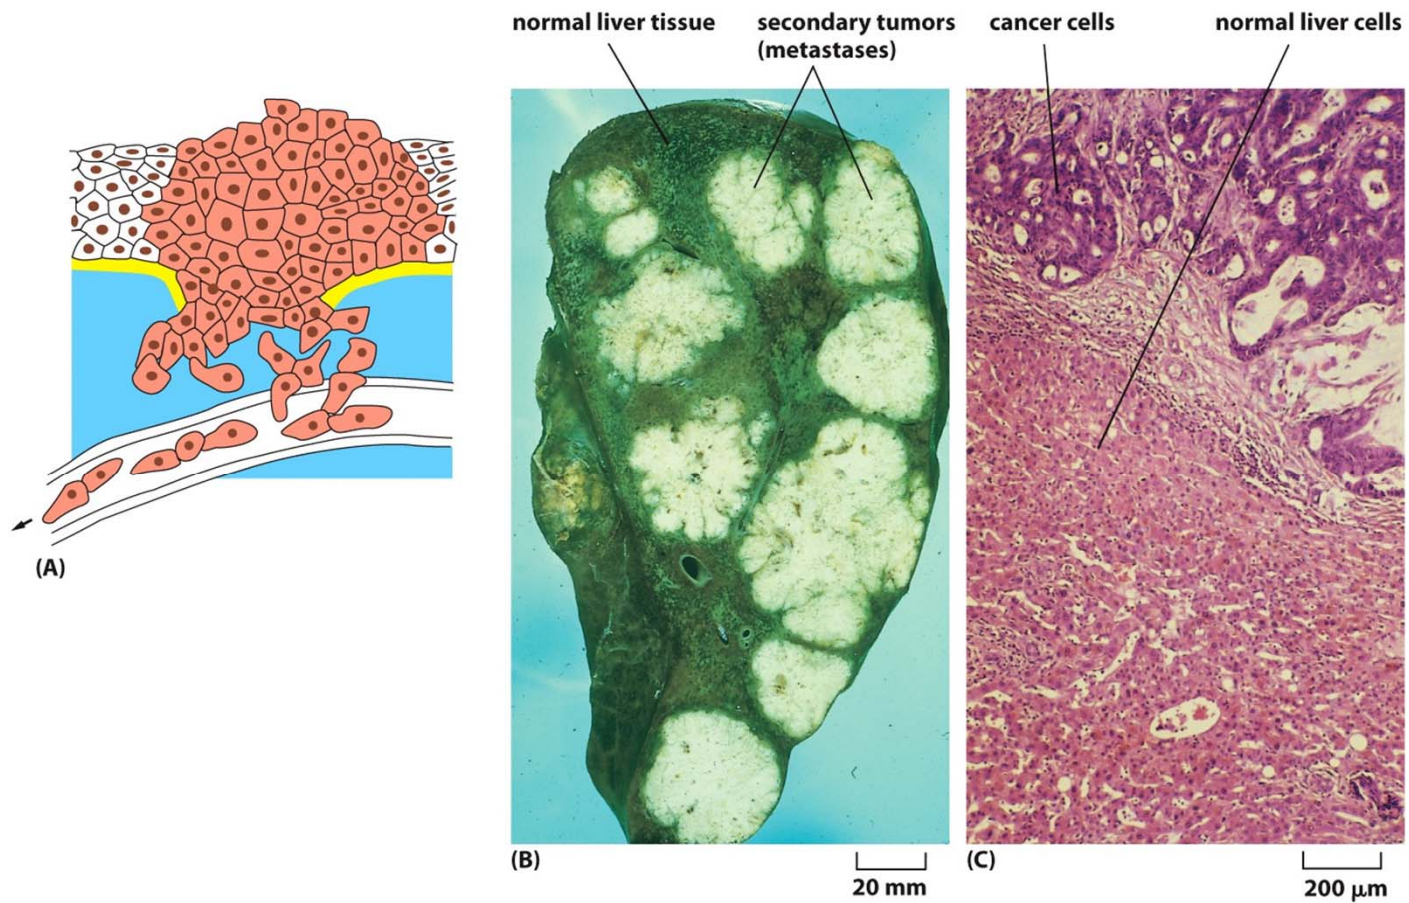 normal liver tissue
secondary tumors
(metastases)
cancer cells
normal liver cells
(A)
(B)
20 mm
(C)
200 μm